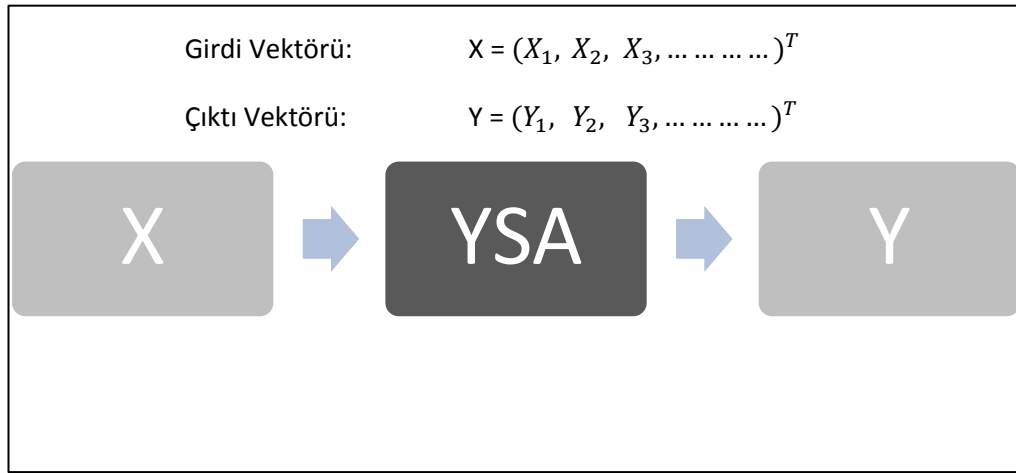 Girdi Vektörü: X = (X₁, X₂, X₃, … … … …)ᵀ
Çıktı Vektörü: Y = (Y₁, Y₂, Y₃, … … … …)ᵀ
X YSA Y